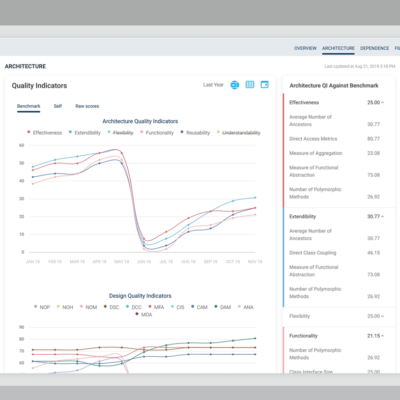 OVERVIEW ARCHITECTURE DEPENDENCE
ARCHITECTURE
Last Updated at Aug 21, 2019 5:18 PM
Quality Indicators
Last Year
Benchmark Self Raw scores
Architecture Quality Indicators
Effectiveness Extendibility Flexibility Functionality Reusability Understandability
60
50
40
30
20
10
0
JAN 18 FEB 18 MAR 18 APR 18 MAY 18 JUN 18 JUL 18 AUG 18 SEP 18 OCT 18 NOV 18
Design Quality Indicators
NOP NOH NOM DSC DCC MFA CIS CAM DAM ANA
MOA
90
80
70
60
50
Architecture QI Against Benchmark
Effectiveness 25.00
Average Number of
Ancestors 30.77
Direct Access Metrics 80.77
Measure of Aggregation 23.08
Measure of Functional
Abstraction 73.08
Number of Polymorphic
Methods 26.92
Extendibility 30.77
Average Number of
Ancestors 30.77
Direct Class Coupling 46.15
Measure of Functional
Abstraction 73.08
Number of Polymorphic
Methods 26.92
Flexibility 25.00
Functionality 21.15
Number of Polymorphic
Methods 26.92
Class Interface Size 25.00